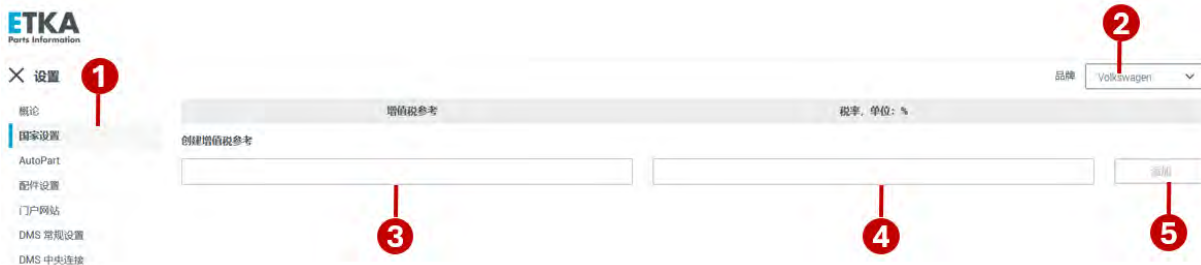 ETKA
Parts Information
2
设置
1
品牌
Volkswagen
概论
增值税参考
税率，单位：%
国家设置
创建增值税参考
AutoPart
添加
配件设置
门户网站
3
4
5
DMS 常规设置
DMS 中央连接